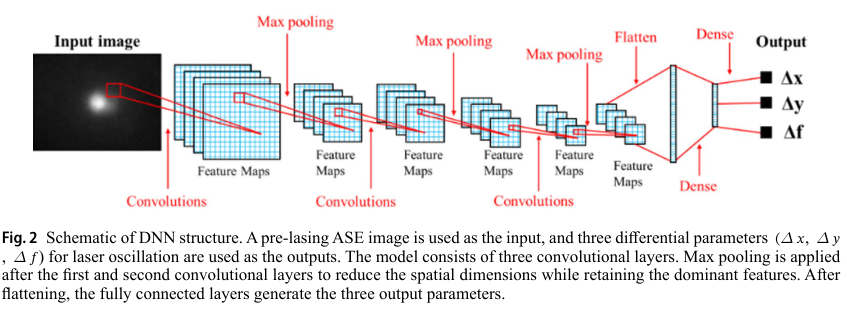 Max pooling
Input image
Max pooling
Flatten
Dense
Output
Max pooling
Δx
Δy
Δf
Feature Maps
Feature
Maps
Feature
Maps
Feature
Maps
Feature
Maps
Feature
Maps
Convolutions
Convolutions
Convolutions
Dense
Fig. 2 Schematic of DNN structure. A pre-lasing ASE image is used as the input, and three differential parameters (Δ x, Δ y
, Δ f) for laser oscillation are used as the outputs. The model consists of three convolutional layers. Max pooling is applied
after the first and second convolutional layers to reduce the spatial dimensions while retaining the dominant features. After
flattening, the fully connected layers generate the three output parameters.